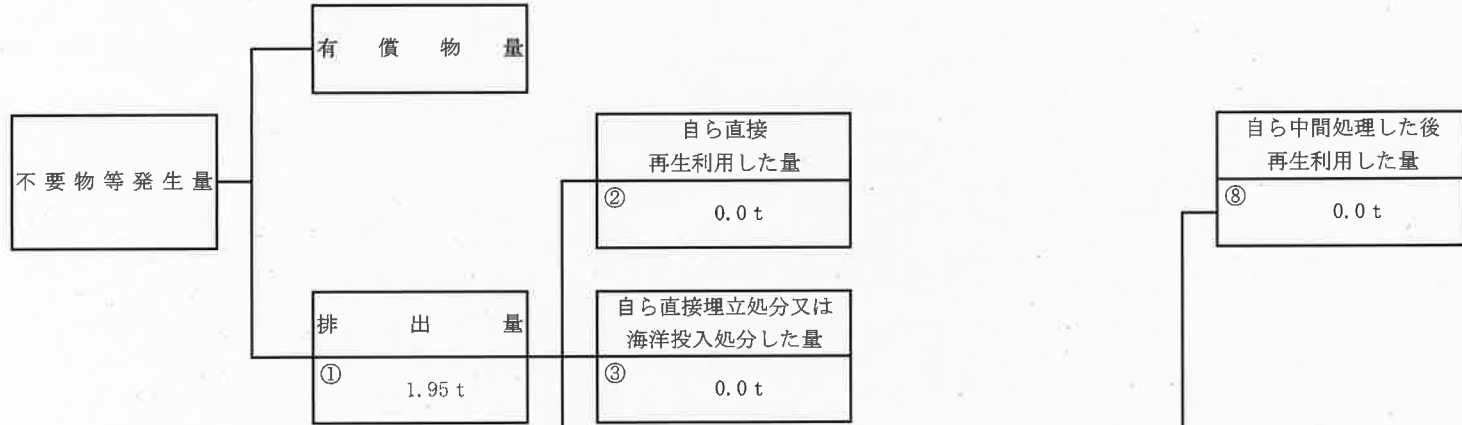 有償物量
不要物等発生量
自ら直接
再生利用した量
② 0.0 t
自ら中間処理した後
再生利用した量
⑧ 0.0 t
排出量
① 1.95 t
自ら直接埋立処分又は
海洋投入処分した量
③ 0.0 t